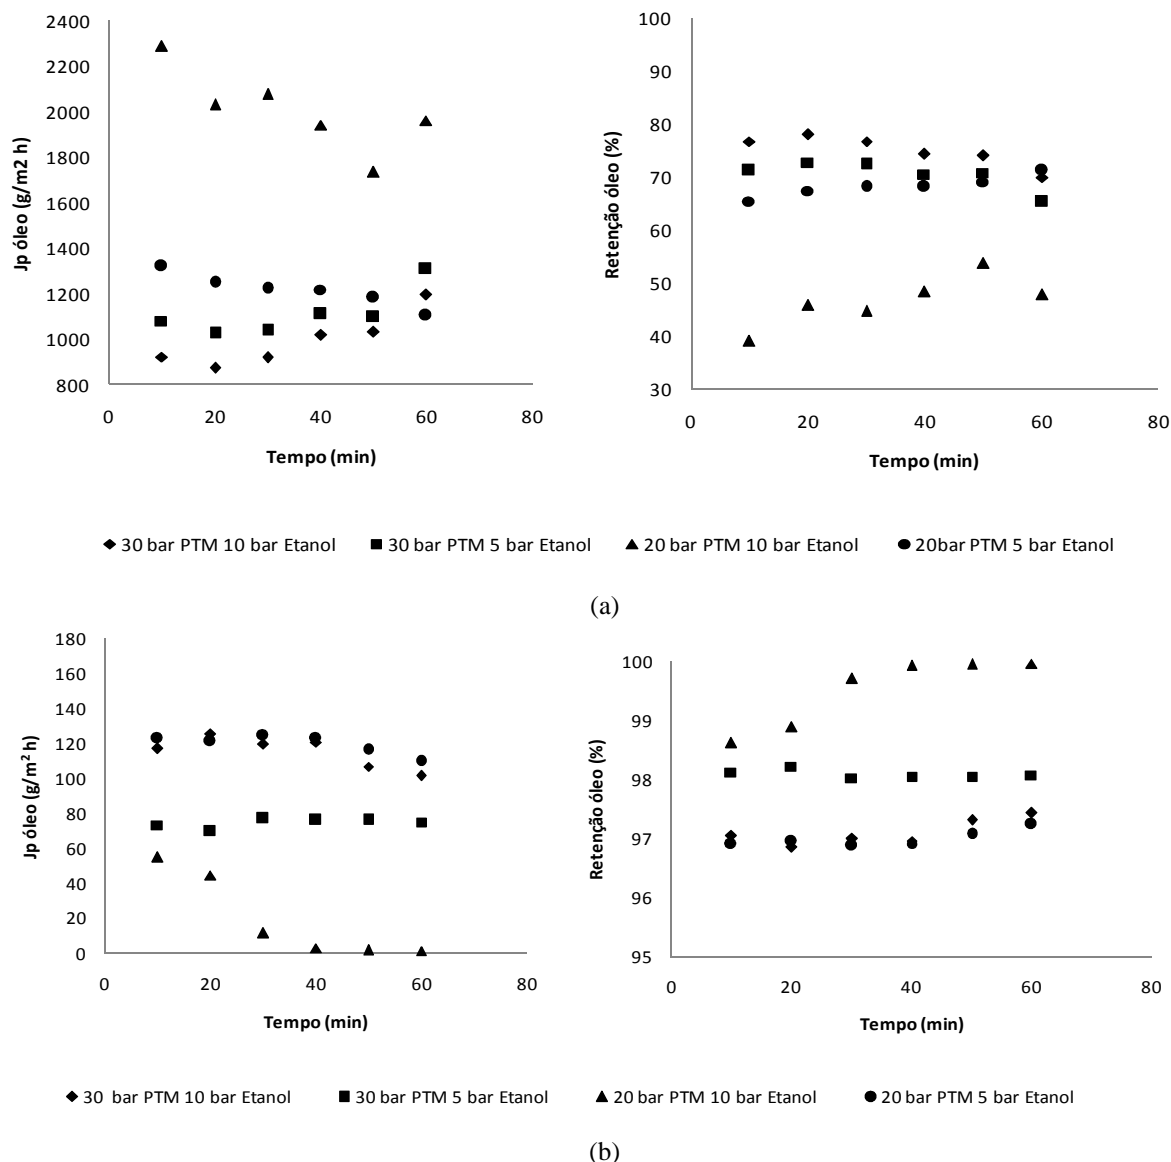 2400
2200
2000
1800
1600
1400
1200
1000
800
0 20 40 60 80
Jp óleo (g/m2 h)
Tempo (min)
100
90
80
70
60
50
40
30
0 20 40 60 80
Retenção óleo (%)
Tempo (min)
30 bar PTM 10 bar Etanol 30 bar PTM 5 bar Etanol 20 bar PTM 10 bar Etanol 20bar PTM 5 bar Etanol
(a)
180
160
140
120
100
80
60
40
20
0
0 20 40 60 80
Jp óleo (g/m² h)
Tempo (min)
100
99
98
97
96
95
0 20 40 60 80
Retenção óleo (%)
Tempo (min)
30 bar PTM 10 bar Etanol 30 bar PTM 5 bar Etanol 20 bar PTM 10 bar Etanol 20 bar PTM 5 bar Etanol
(b)